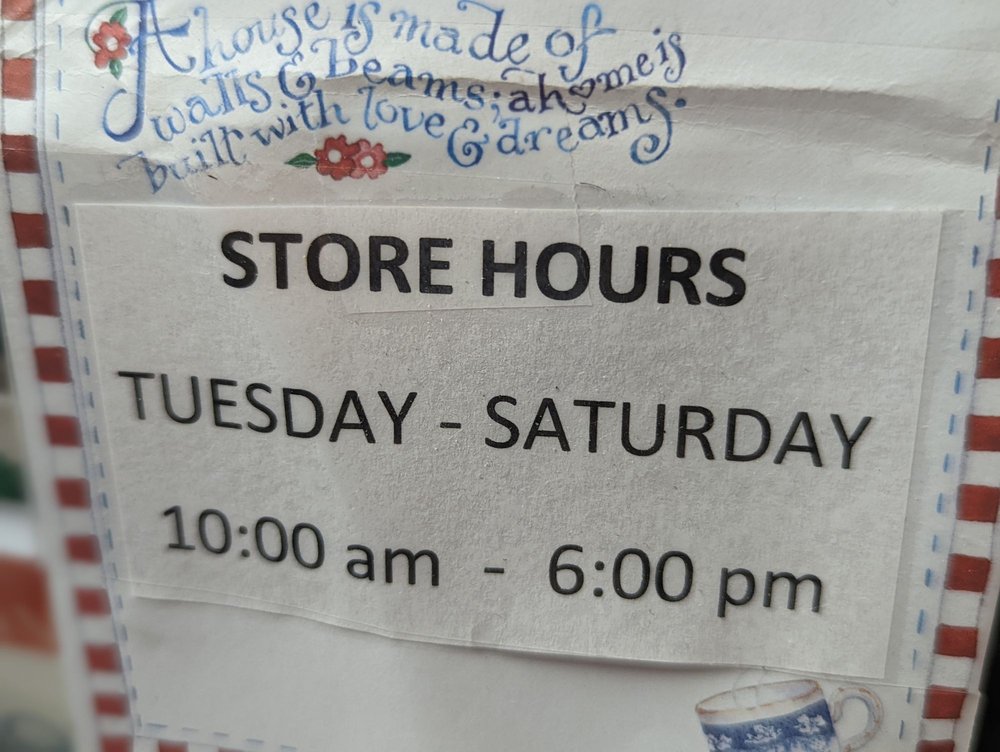 A house is made of
walls & beams; a home is
built with love & dreams.
STORE HOURS
TUESDAY - SATURDAY
10:00 am - 6:00 pm